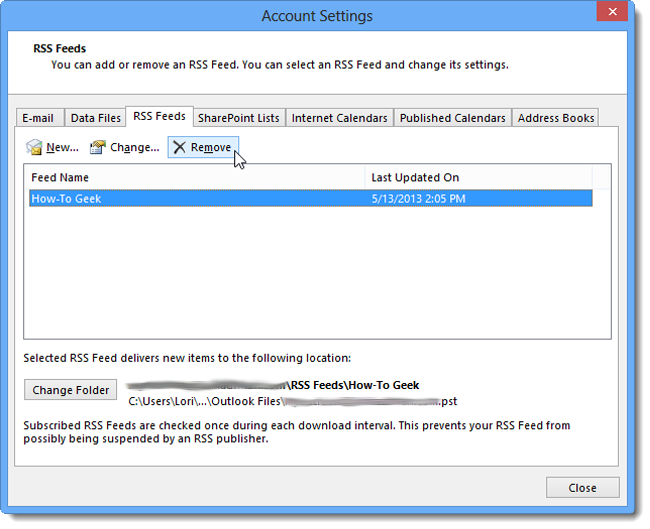 Account Settings
RSS Feeds
You can add or remove an RSS Feed. You can select an RSS Feed and change its settings.
E-mail Data Files RSS Feeds SharePoint Lists Internet Calendars Published Calendars Address Books
New... Change... Remove
Feed Name Last Updated On
How-To Geek 5/13/2013 2:05 PM
Selected RSS Feed delivers new items to the following location:
Change Folder \RSS Feeds\How-To Geek
C:\Users\Lori\...\Outlook Files\ .pst
Subscribed RSS Feeds are checked once during each download interval. This prevents your RSS Feed from
possibly being suspended by an RSS publisher.
Close